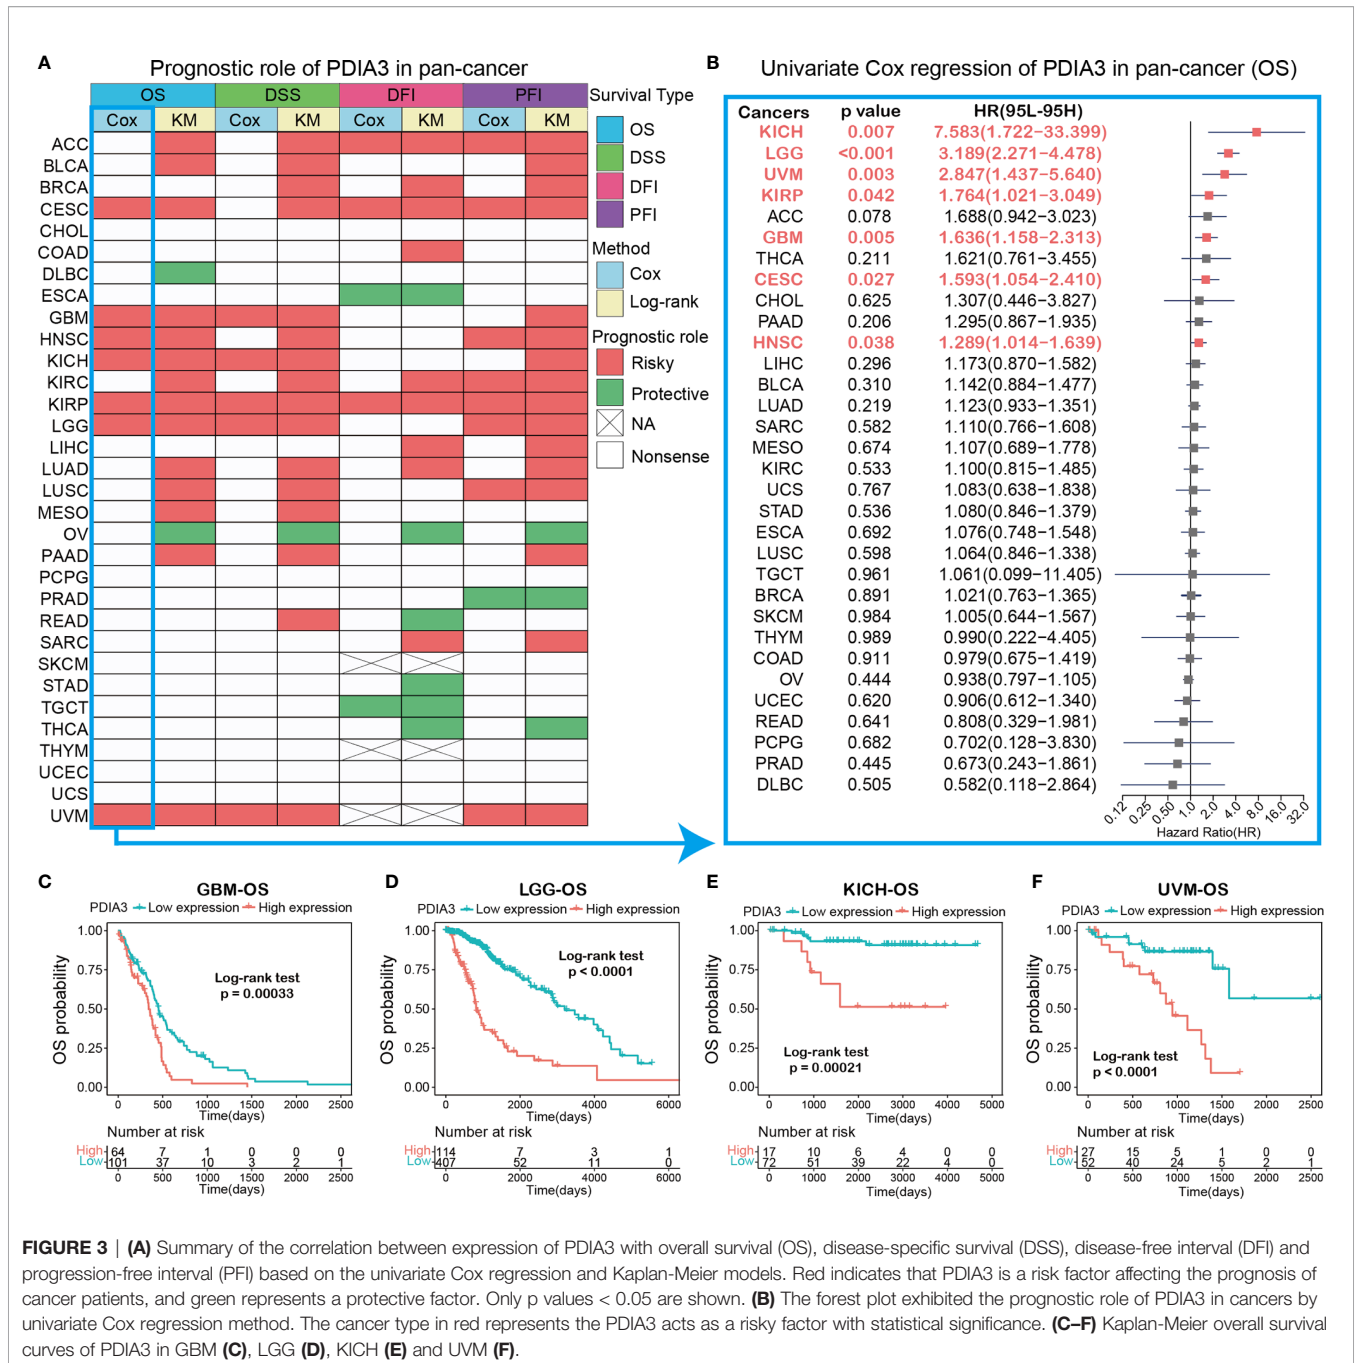 A
Prognostic role of PDIA3 in pan-cancer
OS DSS DFI PFI
Cox KM Cox KM Cox KM Cox KM
ACC
BLCA
BRCA
CESC
CHOL
COAD
DLBC
ESCA
GBM
HNSC
KICH
KIRC
KIRP
LGG
LIHC
LUAD
LUSC
MESO
OV
PAAD
PCPG
PRAD
READ
SARC
SKCM
STAD
TGCT
THCA
THYM
UCEC
UCS
UVM
Survival Type
OS
DSS
DFI
PFI
Method
Cox
Log-rank
Prognostic role
Risky
Protective
NA
Nonsense
B
Univariate Cox regression of PDIA3 in pan-cancer (OS)
Cancers p value HR(95L-95H)
KICH 0.007 7.583(1.722−33.399)
LGG <0.001 3.189(2.271−4.478)
UVM 0.003 2.847(1.437−5.640)
KIRP 0.042 1.764(1.021−3.049)
ACC 0.078 1.688(0.942−3.023)
GBM 0.005 1.636(1.158−2.313)
THCA 0.211 1.621(0.761−3.455)
CESC 0.027 1.593(1.054−2.410)
CHOL 0.625 1.307(0.446−3.827)
PAAD 0.206 1.295(0.867−1.935)
HNSC 0.038 1.289(1.014−1.639)
LIHC 0.296 1.173(0.870−1.582)
BLCA 0.310 1.142(0.884−1.477)
LUAD 0.219 1.123(0.933−1.351)
SARC 0.582 1.110(0.766−1.608)
MESO 0.674 1.107(0.689−1.778)
KIRC 0.533 1.100(0.815−1.485)
UCS 0.767 1.083(0.638−1.838)
STAD 0.536 1.080(0.846−1.379)
ESCA 0.692 1.076(0.748−1.548)
LUSC 0.598 1.064(0.846−1.338)
TGCT 0.961 1.061(0.099−11.405)
BRCA 0.891 1.021(0.763−1.365)
SKCM 0.984 1.005(0.644−1.567)
THYM 0.989 0.990(0.222−4.405)
COAD 0.911 0.979(0.675−1.419)
OV 0.444 0.938(0.797−1.105)
UCEC 0.620 0.906(0.612−1.340)
READ 0.641 0.808(0.329−1.981)
PCPG 0.682 0.702(0.128−3.830)
PRAD 0.445 0.673(0.243−1.861)
DLBC 0.505 0.582(0.118−2.864)
0.12 0.25 0.50 1.0 2.0 4.0 8.0 16.0 32.0
Hazard Ratio(HR)
C
GBM-OS
PDIA3 Low expression High expression
1.00
0.75
0.50
0.25
0.00
OS probability
Log-rank test
p = 0.00033
0 500 1000 1500 2000 2500
Time(days)
Number at risk
High 64 7 1 0 0 0
Low 101 37 10 3 2 1
0 500 1000 1500 2000 2500
Time(days)
D
LGG-OS
PDIA3 Low expression High expression
1.00
0.75
0.50
0.25
0.00
OS probability
Log-rank test
p < 0.0001
0 2000 4000 6000
Time(days)
Number at risk
High 114 7 3 1
Low 407 52 11 0
0 2000 4000 6000
Time(days)
E
KICH-OS
PDIA3 Low expression High expression
1.00
0.75
0.50
0.25
0.00
OS probability
Log-rank test
p = 0.00021
0 1000 2000 3000 4000 5000
Time(days)
Number at risk
High 17 10 6 4 0 0
Low 72 51 39 22 4 0
0 1000 2000 3000 4000 5000
Time(days)
F
UVM-OS
PDIA3 Low expression High expression
1.00
0.75
0.50
0.25
0.00
OS probability
Log-rank test
p < 0.0001
0 500 1000 1500 2000 2500
Time(days)
Number at risk
High 27 15 5 1 0 0
Low 52 40 24 5 2 1
0 500 1000 1500 2000 2500
Time(days)
FIGURE 3 | (A) Summary of the correlation between expression of PDIA3 with overall survival (OS), disease-specific survival (DSS), disease-free interval (DFI) and
progression-free interval (PFI) based on the univariate Cox regression and Kaplan-Meier models. Red indicates that PDIA3 is a risk factor affecting the prognosis of
cancer patients, and green represents a protective factor. Only p values < 0.05 are shown. (B) The forest plot exhibited the prognostic role of PDIA3 in cancers by
univariate Cox regression method. The cancer type in red represents the PDIA3 acts as a risky factor with statistical significance. (C–F) Kaplan-Meier overall survival
curves of PDIA3 in GBM (C), LGG (D), KICH (E) and UVM (F).